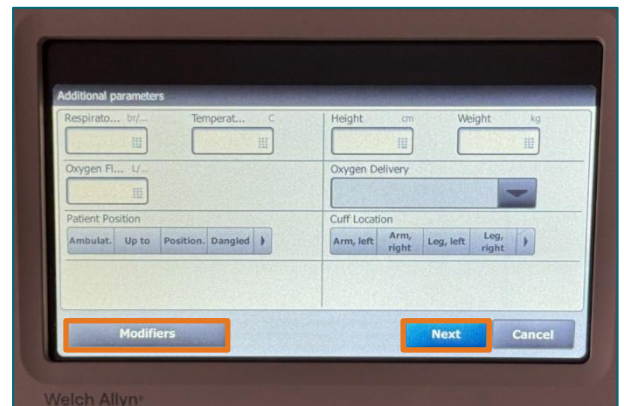 Additional parameters
Respirato... br/... Temperat... C Height cm Weight kg
Oxygen Fl... L/... Oxygen Delivery
Patient Position Cuff Location
Ambulat. Up to Position. Dangled Arm, left Arm, right Leg, left Leg, right
Modifiers Next Cancel
Welch Allyn